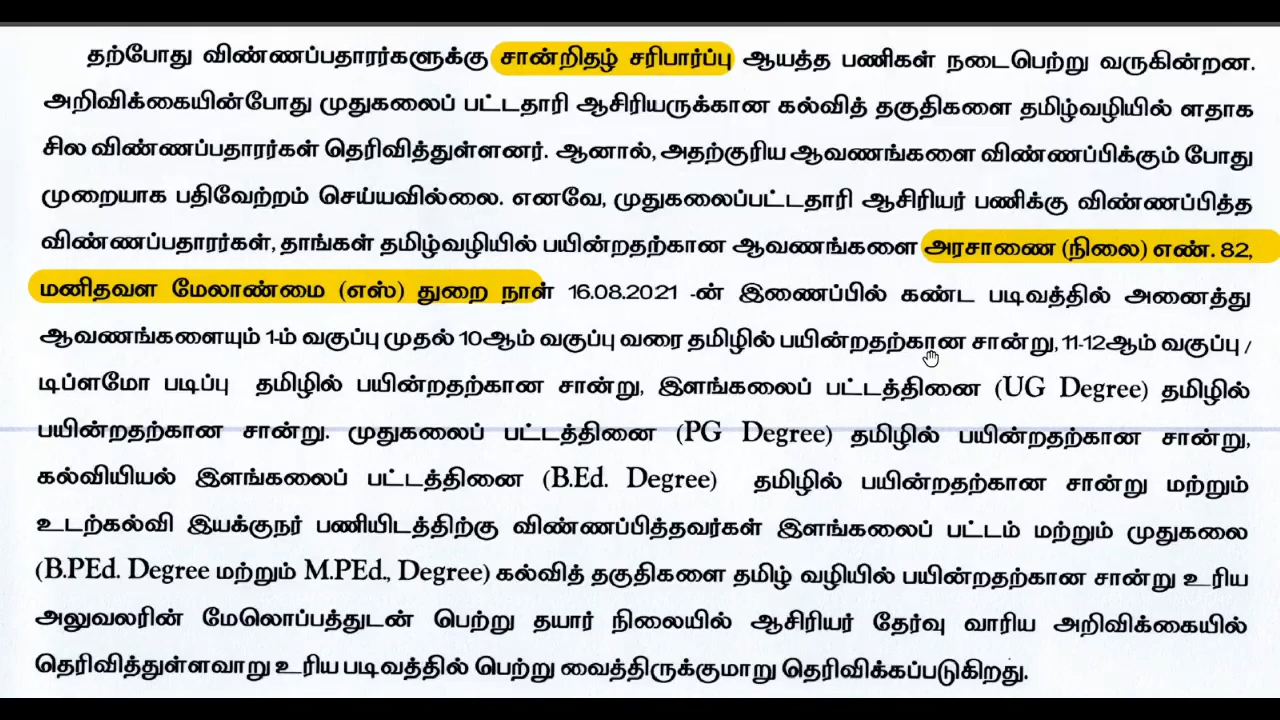 தற்போது விண்ணப்பதாரர்களுக்கு சான்றிதழ் சரிபார்ப்பு ஆயத்த பணிகள் நடைபெற்று வருகின்றன.
அறிவிக்கையின்போது முதுகலைப் பட்டதாரி ஆசிரியருக்கான கல்வித் தகுதிகளை தமிழ்வழியில் ளதாக
சில விண்ணப்பதாரர்கள் தெரிவித்துள்ளனர். ஆனால், அதற்குரிய ஆவணங்களை விண்ணப்பிக்கும் போது
முறையாக பதிவேற்றம் செய்யவில்லை. எனவே, முதுகலைப்பட்டதாரி ஆசிரியர் பணிக்கு விண்ணப்பித்த
விண்ணப்பதாரர்கள், தாங்கள் தமிழ்வழியில் பயின்றதற்கான ஆவணங்களை அரசாணை (நிலை) எண். 82,
மனிதவள மேலாண்மை (எஸ்) துறை நாள் 16.08.2021 -ன் இணைப்பில் கண்ட படிவத்தில் அனைத்து
ஆவணங்களையும் 1-ம் வகுப்பு முதல் 10ஆம் வகுப்பு வரை தமிழில் பயின்றதற்கான சான்று, 11-12ஆம் வகுப்பு /
டிப்ளமோ படிப்பு தமிழில் பயின்றதற்கான சான்று, இளங்கலைப் பட்டத்தினை (UG Degree) தமிழில்
பயின்றதற்கான சான்று. முதுகலைப் பட்டத்தினை (PG Degree) தமிழில் பயின்றதற்கான சான்று,
கல்வியியல் இளங்கலைப் பட்டத்தினை (B.Ed. Degree) தமிழில் பயின்றதற்கான சான்று மற்றும்
உடற்கல்வி இயக்குநர் பணியிடத்திற்கு விண்ணப்பித்தவர்கள் இளங்கலைப் பட்டம் மற்றும் முதுகலை
(B.PEd. Degree மற்றும் M.PEd., Degree) கல்வித் தகுதிகளை தமிழ் வழியில் பயின்றதற்கான சான்று உரிய
அலுவலரின் மேலொப்பத்துடன் பெற்று தயார் நிலையில் ஆசிரியர் தேர்வு வாரிய அறிவிக்கையில்
தெரிவித்துள்ளவாறு உரிய படிவத்தில் பெற்று வைத்திருக்குமாறு தெரிவிக்கப்படுகிறது.